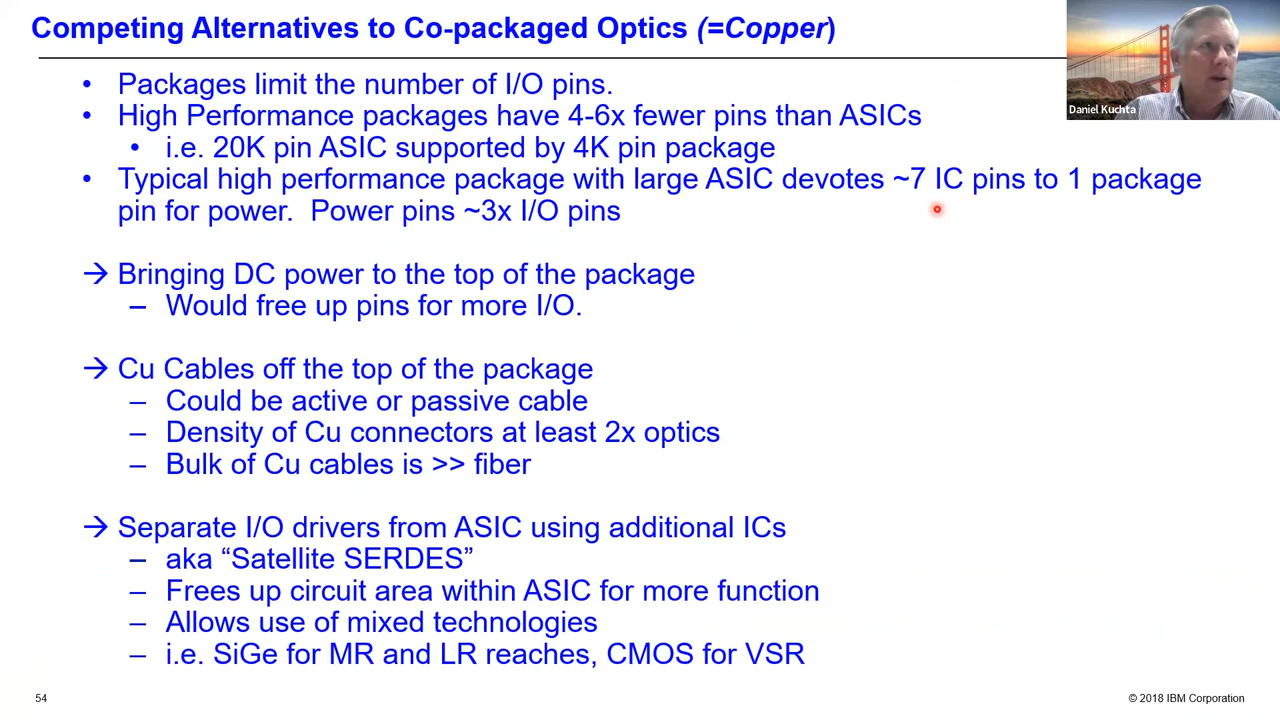 Competing Alternatives to Co-packaged Optics (=Copper)
Daniel Kuchta
• Packages limit the number of I/O pins.
• High Performance packages have 4-6x fewer pins than ASICs
• i.e. 20K pin ASIC supported by 4K pin package
• Typical high performance package with large ASIC devotes ~7 IC pins to 1 package
pin for power. Power pins ~3x I/O pins
→ Bringing DC power to the top of the package
– Would free up pins for more I/O.
→ Cu Cables off the top of the package
– Could be active or passive cable
– Density of Cu connectors at least 2x optics
– Bulk of Cu cables is >> fiber
→ Separate I/O drivers from ASIC using additional ICs
– aka “Satellite SERDES”
– Frees up circuit area within ASIC for more function
– Allows use of mixed technologies
– i.e. SiGe for MR and LR reaches, CMOS for VSR
54
© 2018 IBM Corporation